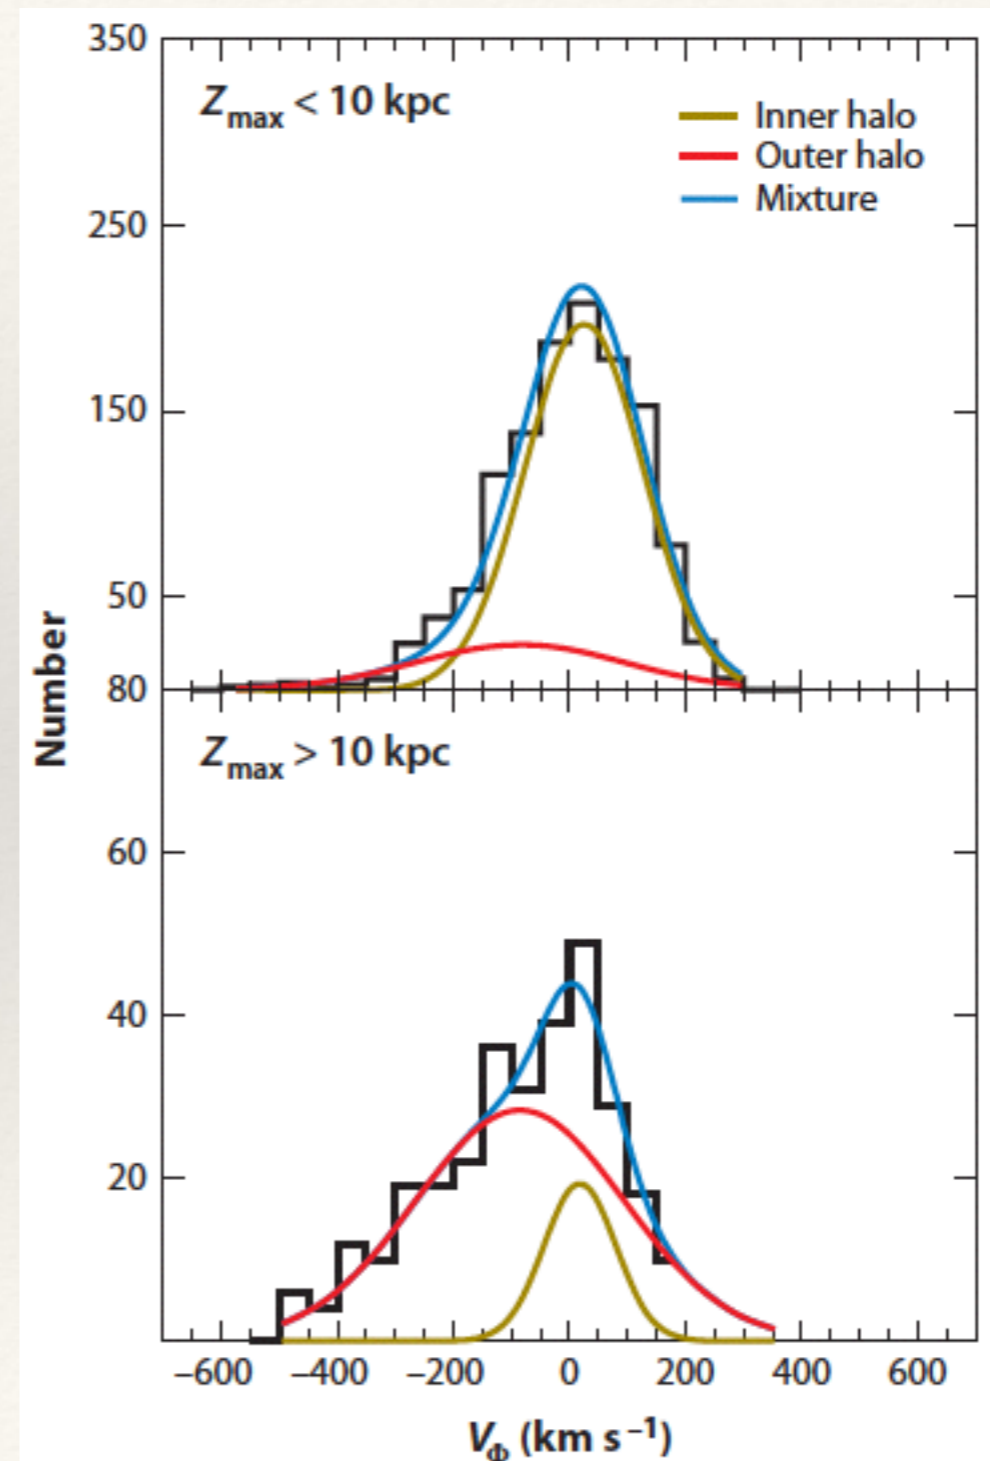 350
Zmax < 10 kpc
Inner halo
Outer halo
Mixture
250
150
50
80
Number
Zmax > 10 kpc
60
40
20
−600 −400 −200 0 200 400 600
VΦ (km s⁻¹)